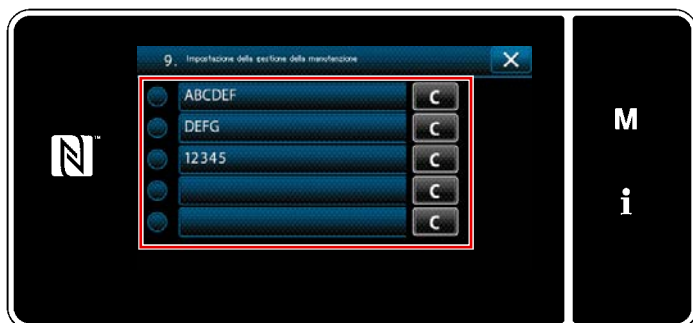 9. Impostazione della gestione della manutenzione X
ABCDEF C
DEFG C
12345 C
C
C
N
M
i